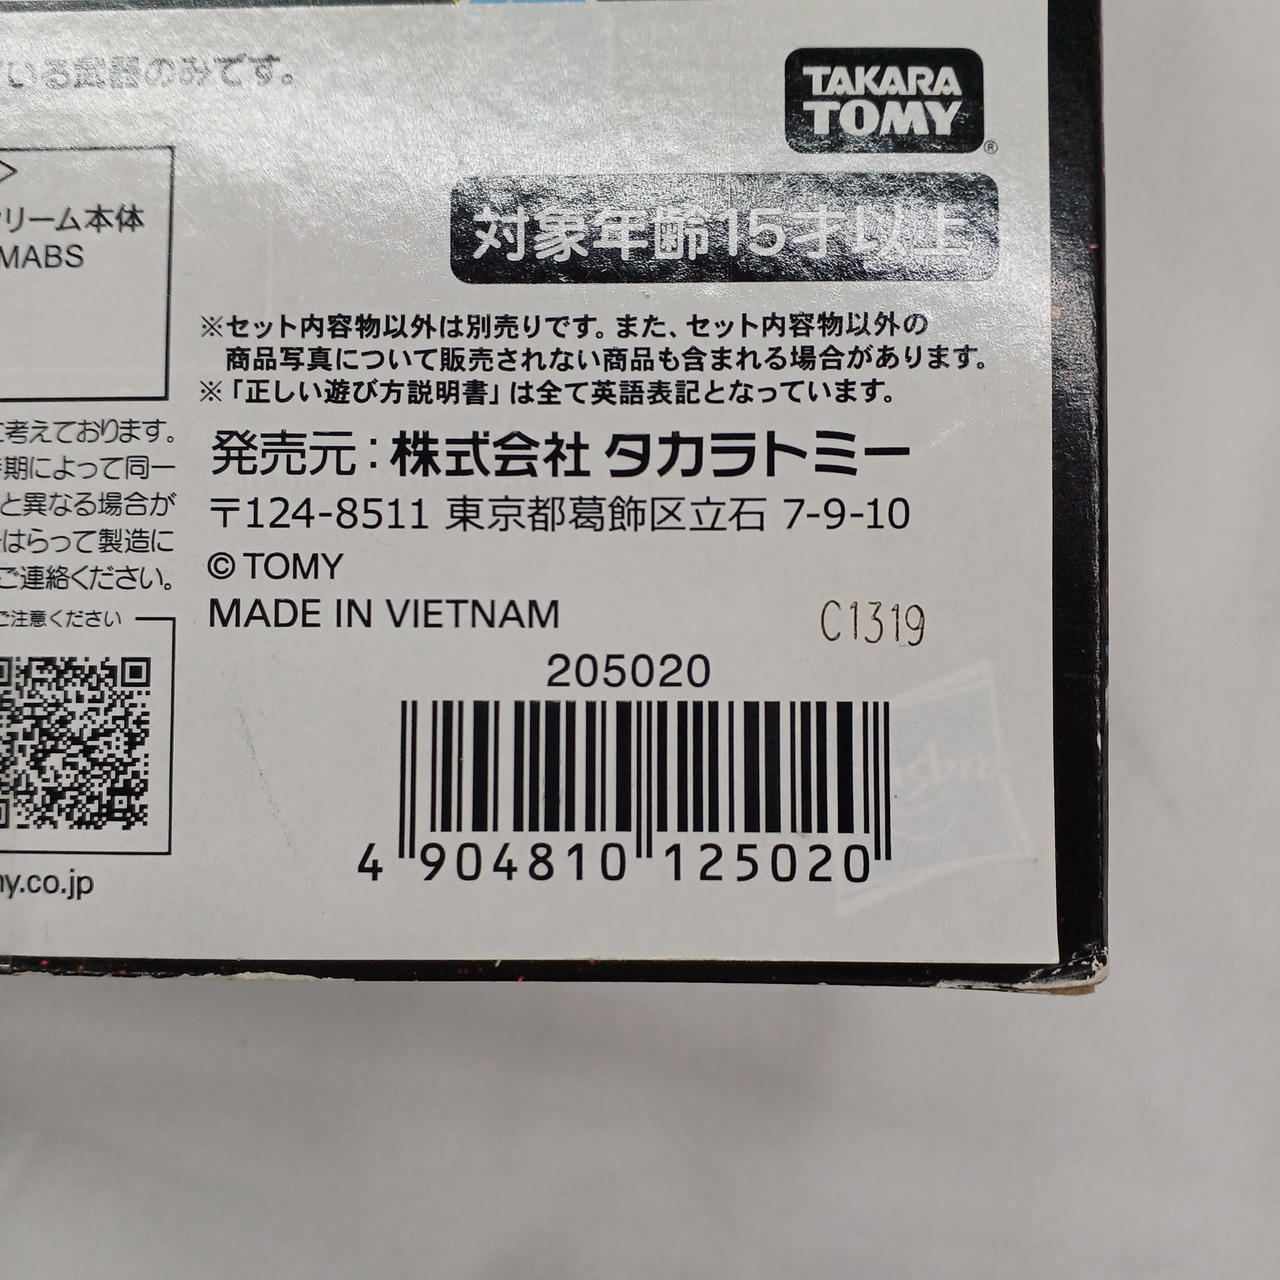 いる武器のみです。
TAKARA
TOMY
®
対象年齢15才以上
リーム本体
MABS
※セット内容物以外は別売りです。また、セット内容物以外の
商品写真について販売されない商品も含まれる場合があります。
※「正しい遊び方説明書」は全て英語表記となっています。
考えております。
期によって同一
と異なる場合が
はらって製造に
ご連絡ください。
ご注意ください
発売元:株式会社 タカラトミー
〒124-8511 東京都葛飾区立石 7-9-10
© TOMY
MADE IN VIETNAM
C1319
205020
4 904810 125020
y.co.jp